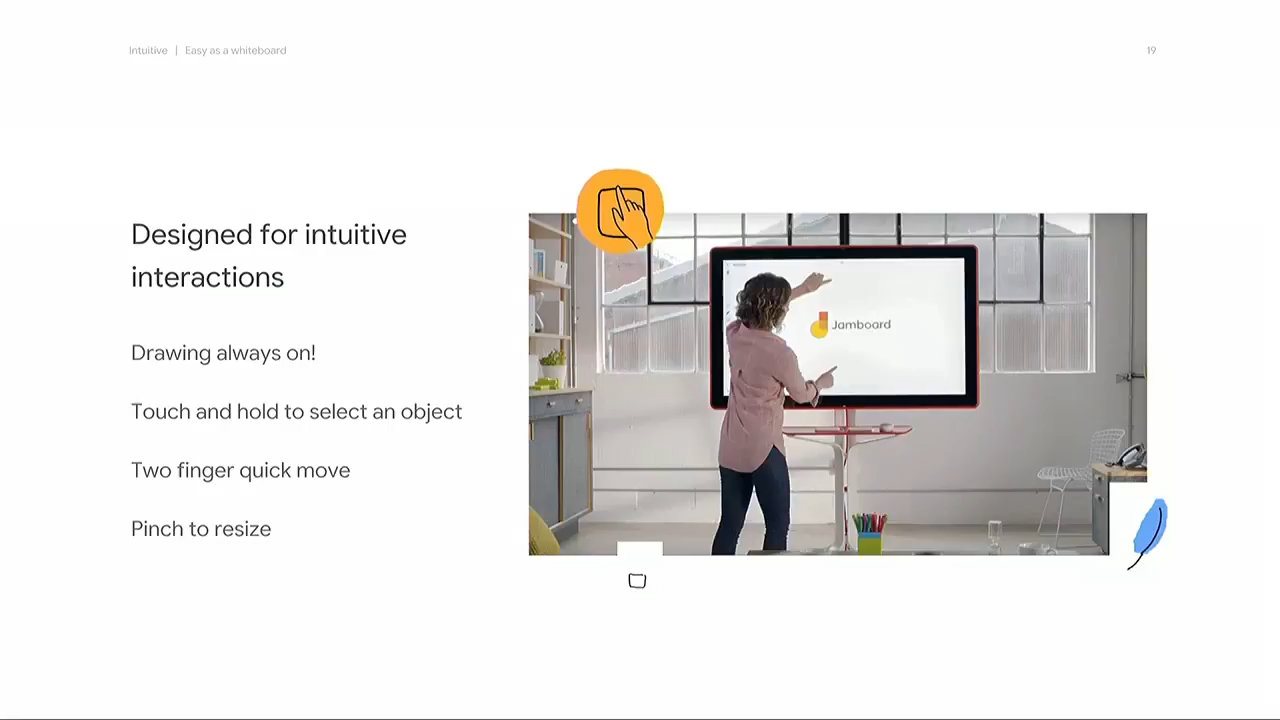 Intuitive | Easy as a whiteboard
19
Designed for intuitive
interactions
Drawing always on!
Touch and hold to select an object
Two finger quick move
Pinch to resize
Jamboard